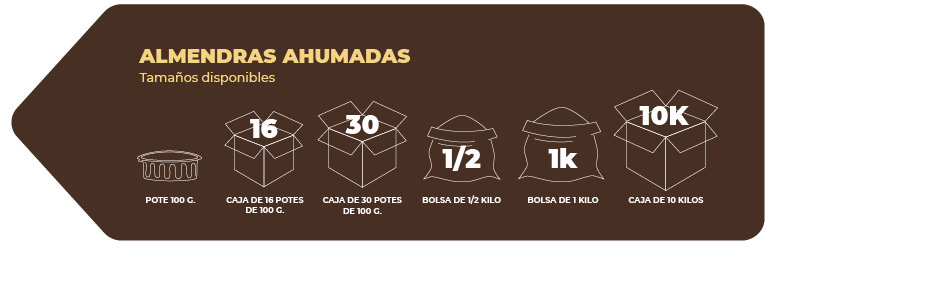 ALMENDRAS AHUMADAS
Tamaños disponibles
16
30
1/2
1k
10K
POTE 100 G.
CAJA DE 16 POTES
DE 100 G.
CAJA DE 30 POTES
DE 100 G.
BOLSA DE 1/2 KILO
BOLSA DE 1 KILO
CAJA DE 10 KILOS